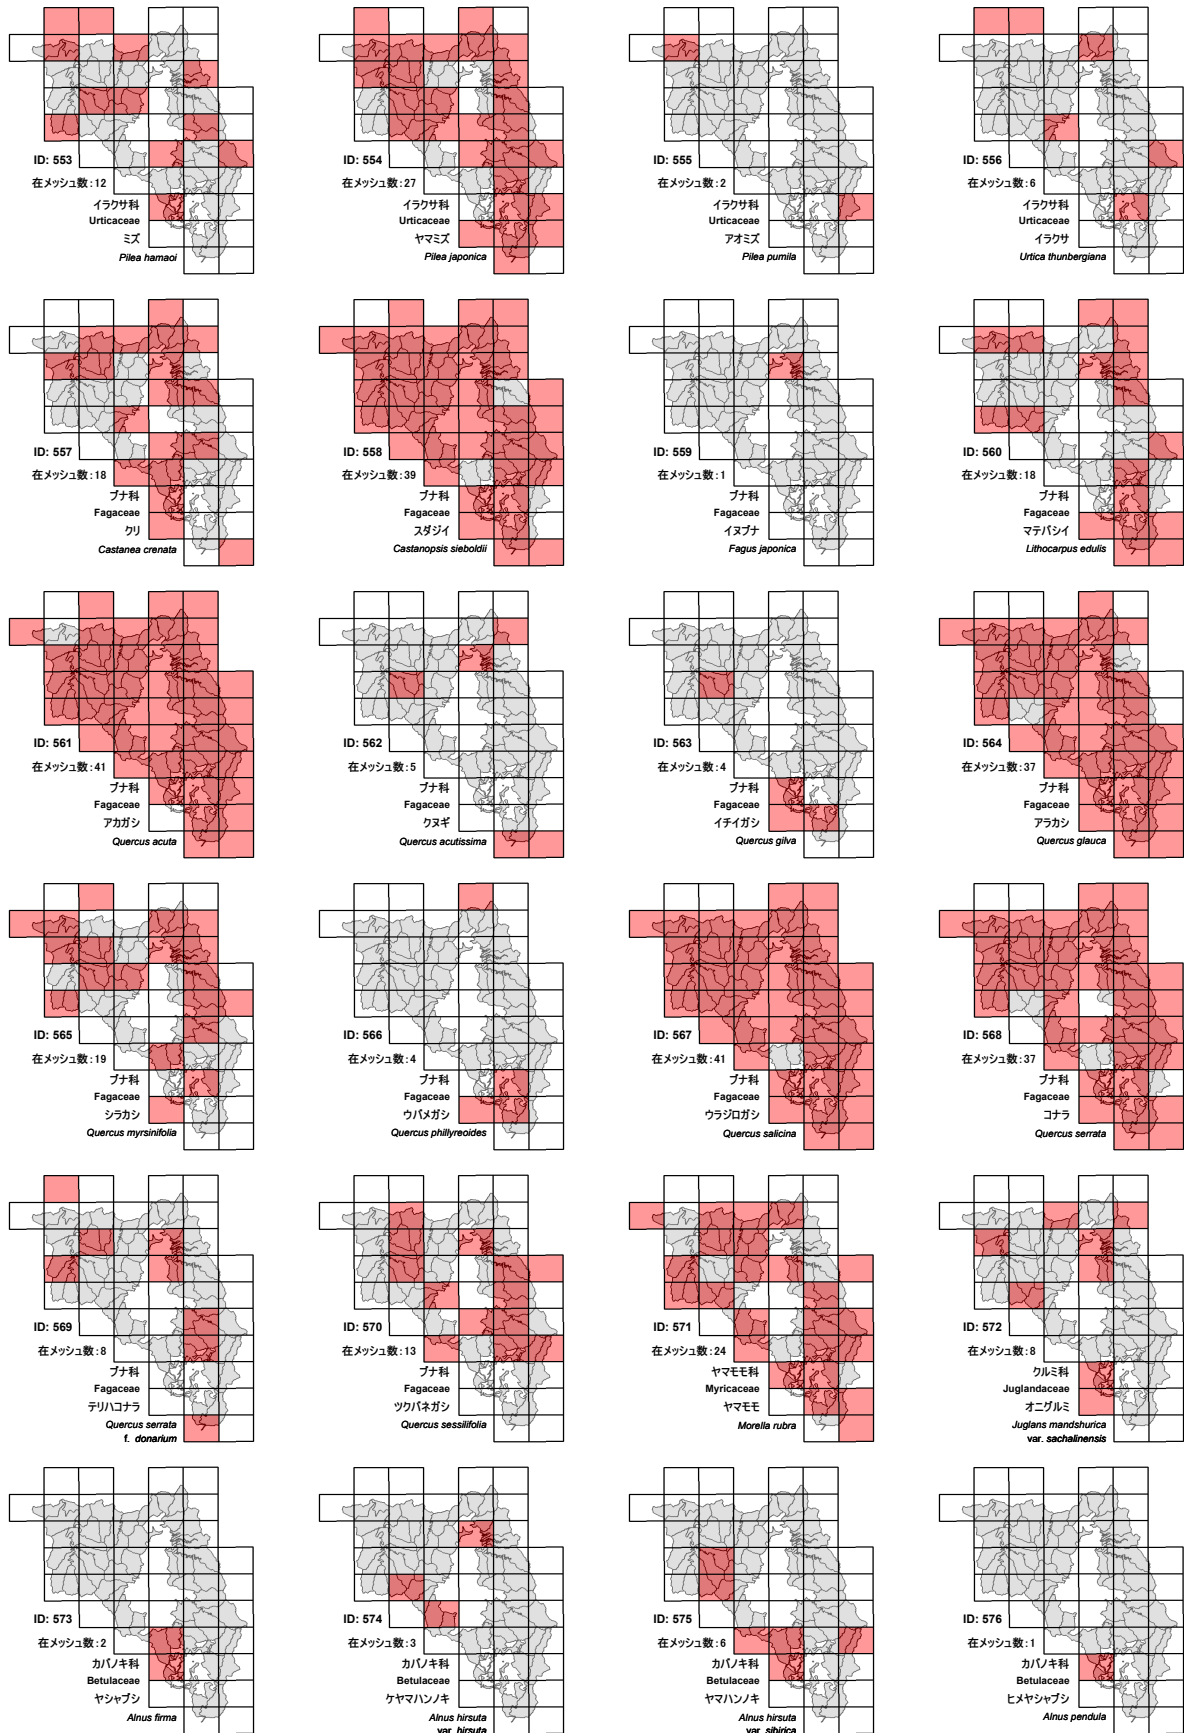 ID: 553
在メッシュ数:12
イラクサ科
Urticaceae
ミズ
Pilea hamaoi
ID: 554
在メッシュ数:27
イラクサ科
Urticaceae
ヤマミズ
Pilea japonica
ID: 555
在メッシュ数:2
イラクサ科
Urticaceae
アオミズ
Pilea pumila
ID: 556
在メッシュ数:6
イラクサ科
Urticaceae
イラクサ
Urtica thunbergiana
ID: 557
在メッシュ数:18
ブナ科
Fagaceae
クリ
Castanea crenata
ID: 558
在メッシュ数:39
ブナ科
Fagaceae
スダジイ
Castanopsis sieboldii
ID: 559
在メッシュ数:1
ブナ科
Fagaceae
イヌブナ
Fagus japonica
ID: 560
在メッシュ数:18
ブナ科
Fagaceae
マテバシイ
Lithocarpus edulis
ID: 561
在メッシュ数:41
ブナ科
Fagaceae
アカガシ
Quercus acuta
ID: 562
在メッシュ数:5
ブナ科
Fagaceae
クヌギ
Quercus acutissima
ID: 563
在メッシュ数:4
ブナ科
Fagaceae
イチイガシ
Quercus gilva
ID: 564
在メッシュ数:37
ブナ科
Fagaceae
アラカシ
Quercus glauca
ID: 565
在メッシュ数:19
ブナ科
Fagaceae
シラカシ
Quercus myrsinifolia
ID: 566
在メッシュ数:4
ブナ科
Fagaceae
ウバメガシ
Quercus phillyreoides
ID: 567
在メッシュ数:41
ブナ科
Fagaceae
ウラジロガシ
Quercus salicina
ID: 568
在メッシュ数:37
ブナ科
Fagaceae
コナラ
Quercus serrata
ID: 569
在メッシュ数:8
ブナ科
Fagaceae
テリハコナラ
Quercus serrata
f. donarium
ID: 570
在メッシュ数:13
ブナ科
Fagaceae
ツクバネガシ
Quercus sessilifolia
ID: 571
在メッシュ数:24
ヤマモモ科
Myricaceae
ヤマモモ
Morella rubra
ID: 572
在メッシュ数:8
クルミ科
Juglandaceae
オニグルミ
Juglans mandshurica
var. sachalinensis
ID: 573
在メッシュ数:2
カバノキ科
Betulaceae
ヤシャブシ
Alnus firma
ID: 574
在メッシュ数:3
カバノキ科
Betulaceae
ケヤマハンノキ
Alnus hirsuta
var. hirsuta
ID: 575
在メッシュ数:6
カバノキ科
Betulaceae
ヤマハンノキ
Alnus hirsuta
var. sibirica
ID: 576
在メッシュ数:1
カバノキ科
Betulaceae
ヒメヤシャブシ
Alnus pendula